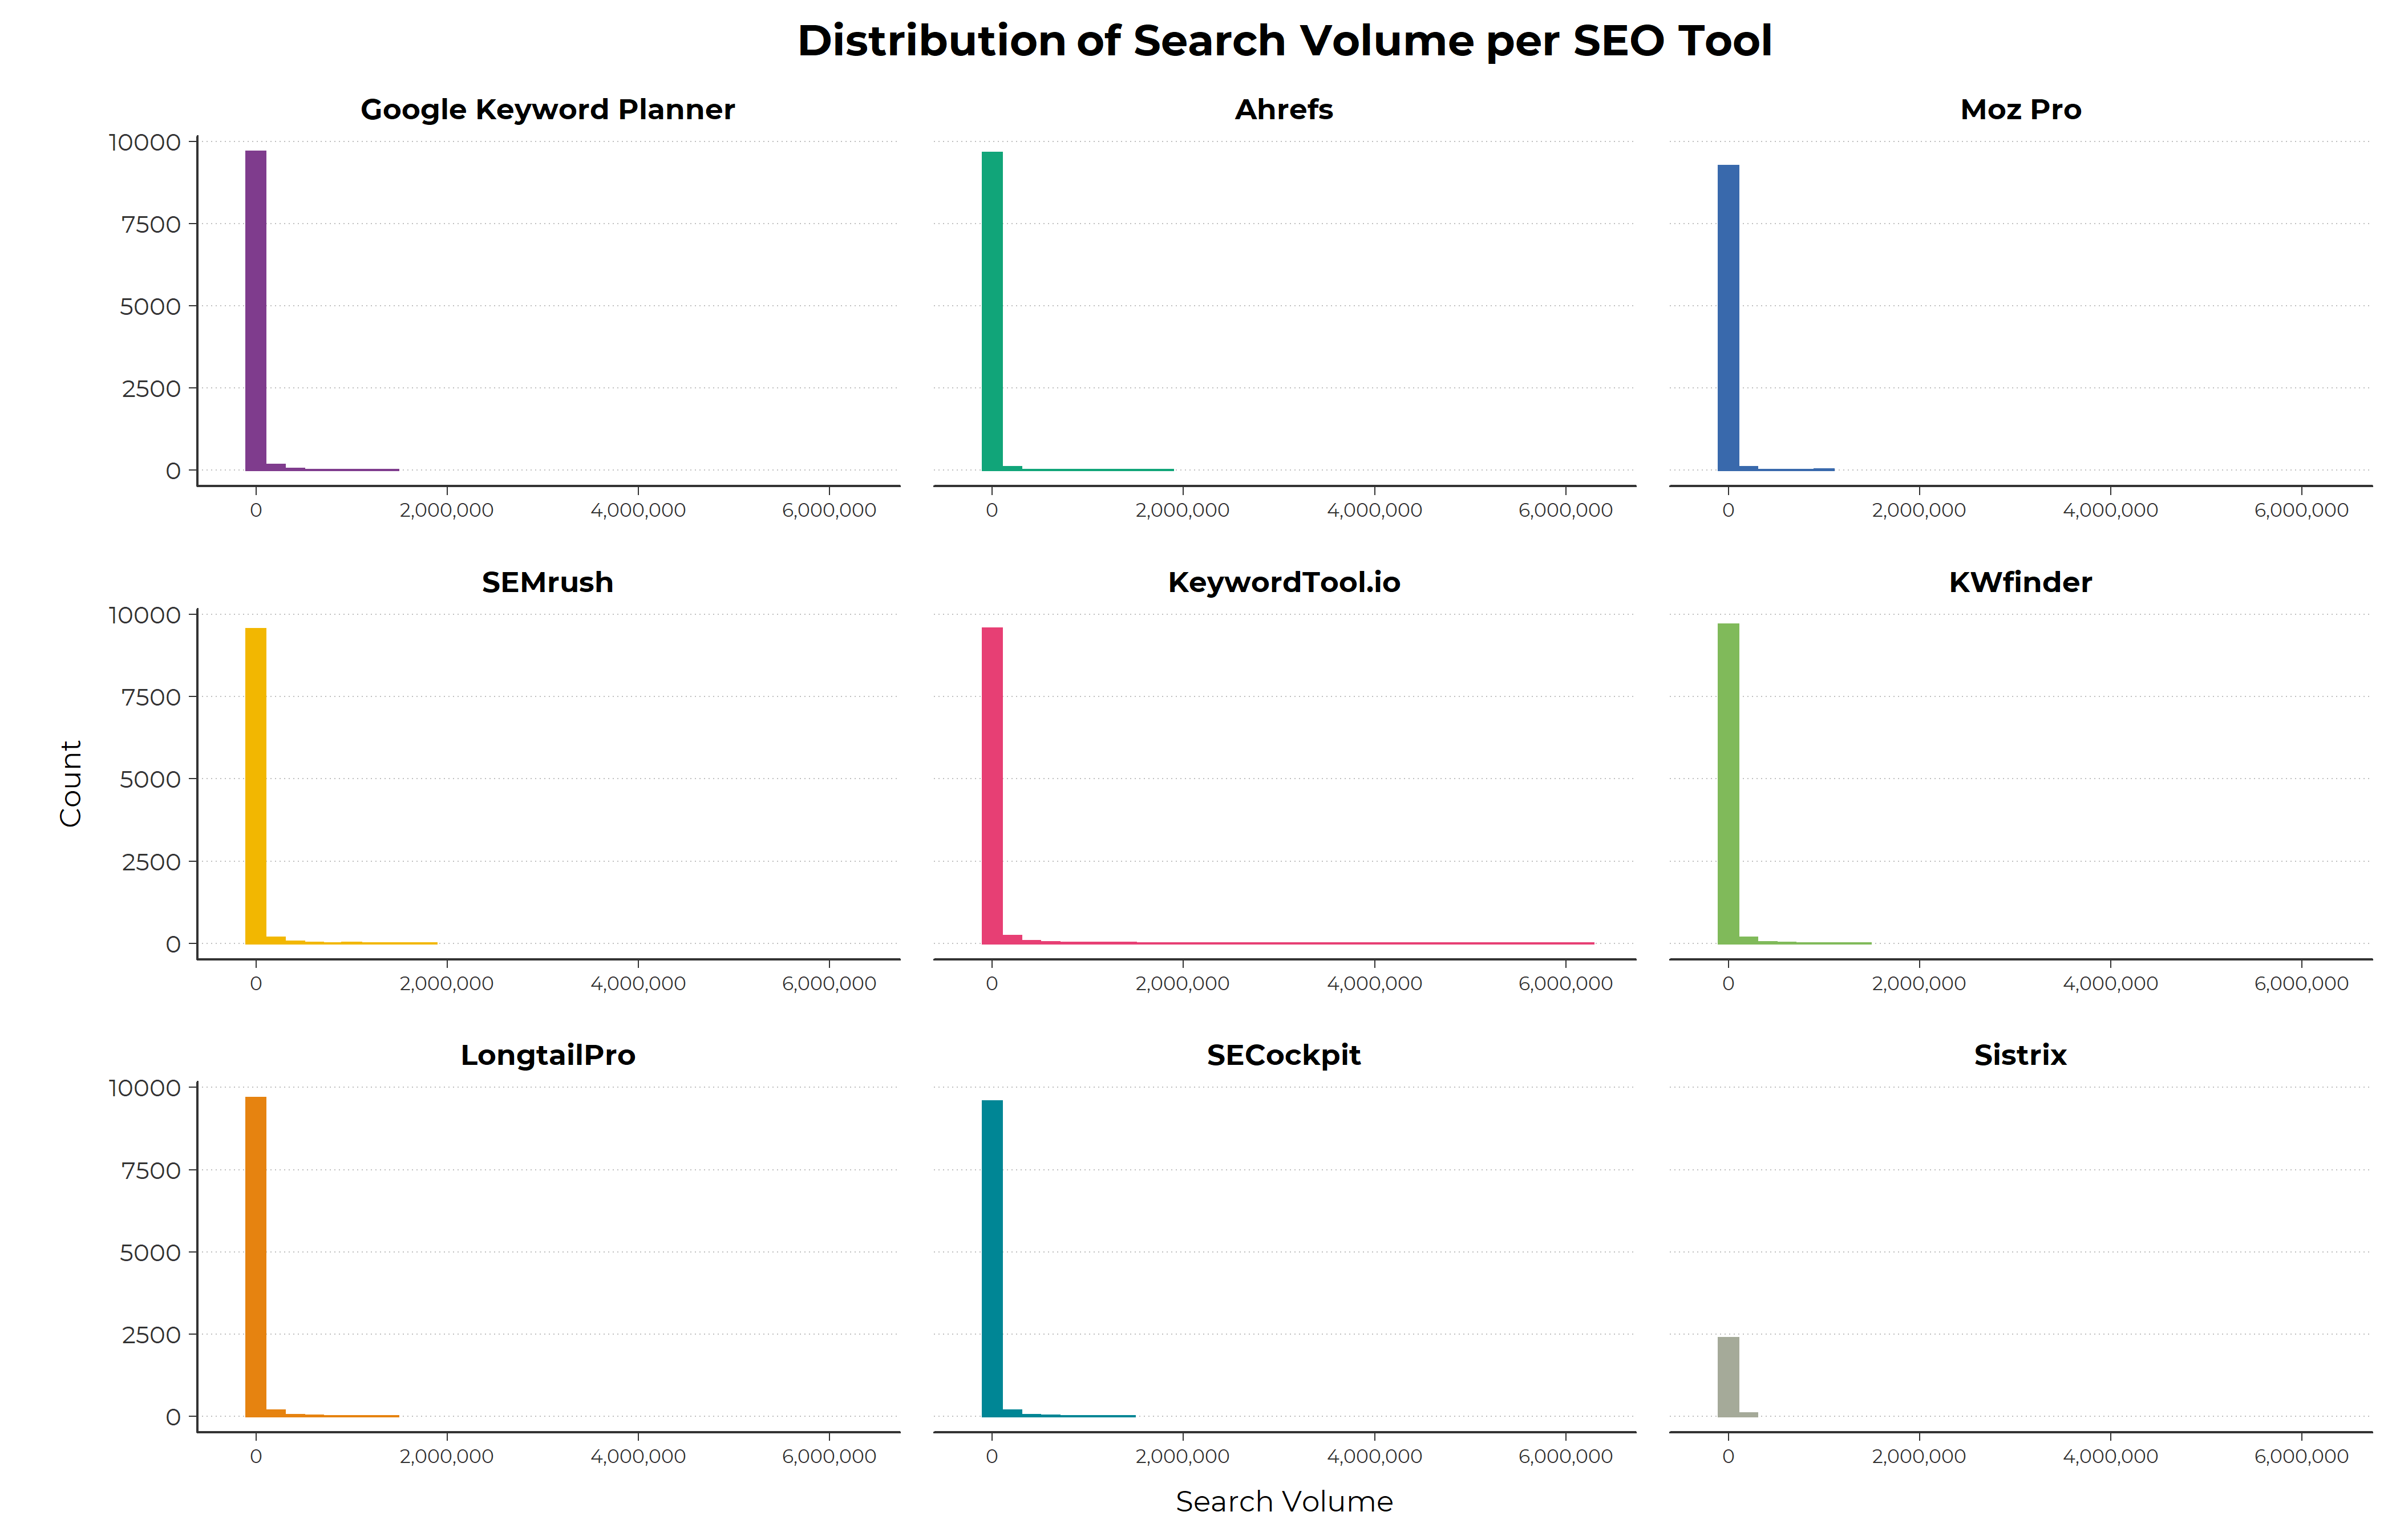 Distribution of Search Volume per SEO Tool
Google Keyword Planner
Ahrefs
Moz Pro
10000
7500
5000
2500
0
0 2,000,000 4,000,000 6,000,000
0 2,000,000 4,000,000 6,000,000
0 2,000,000 4,000,000 6,000,000
SEMrush
KeywordTool.io
KWfinder
Count
10000
7500
5000
2500
0
0 2,000,000 4,000,000 6,000,000
0 2,000,000 4,000,000 6,000,000
0 2,000,000 4,000,000 6,000,000
LongtailPro
SECockpit
Sistrix
10000
7500
5000
2500
0
0 2,000,000 4,000,000 6,000,000
0 2,000,000 4,000,000 6,000,000
0 2,000,000 4,000,000 6,000,000
Search Volume